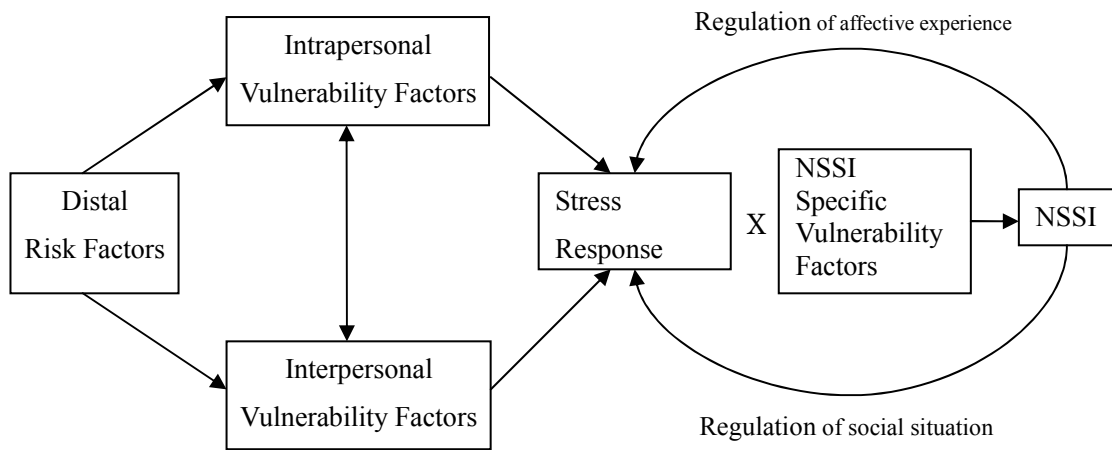 Regulation of affective experience
Intrapersonal
Vulnerability Factors
Distal
Risk Factors
Stress
Response
X
NSSI
Specific
Vulnerability
Factors
NSSI
Interpersonal
Vulnerability Factors
Regulation of social situation